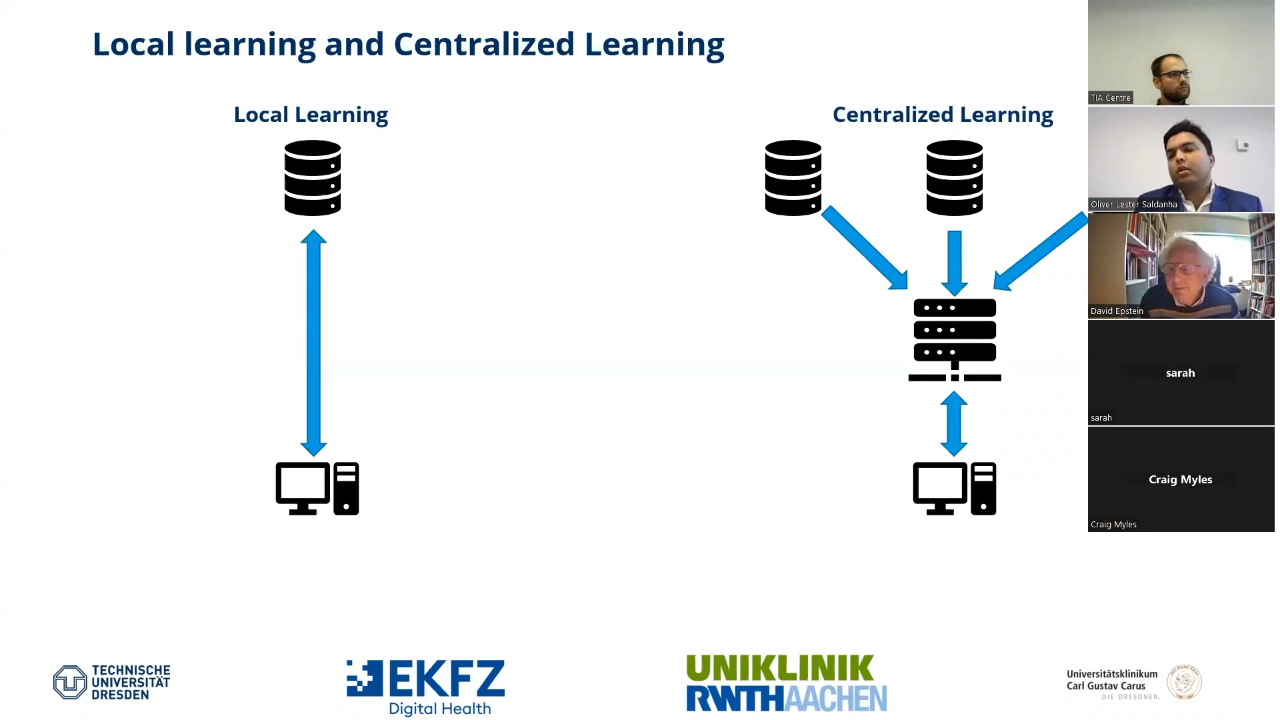 Local learning and Centralized Learning
Local Learning
Centralized Learning
TIA Centre
Oliver Lester Saldanha
David Epstein
sarah
sarah
Craig Myles
Craig Myles
TECHNISCHE
UNIVERSITÄT
DRESDEN
EKFZ
Digital Health
UNIKLINIK
RWTHAACHEN
Universitätsklinikum
Carl Gustav Carus
DIE DRESDNER.